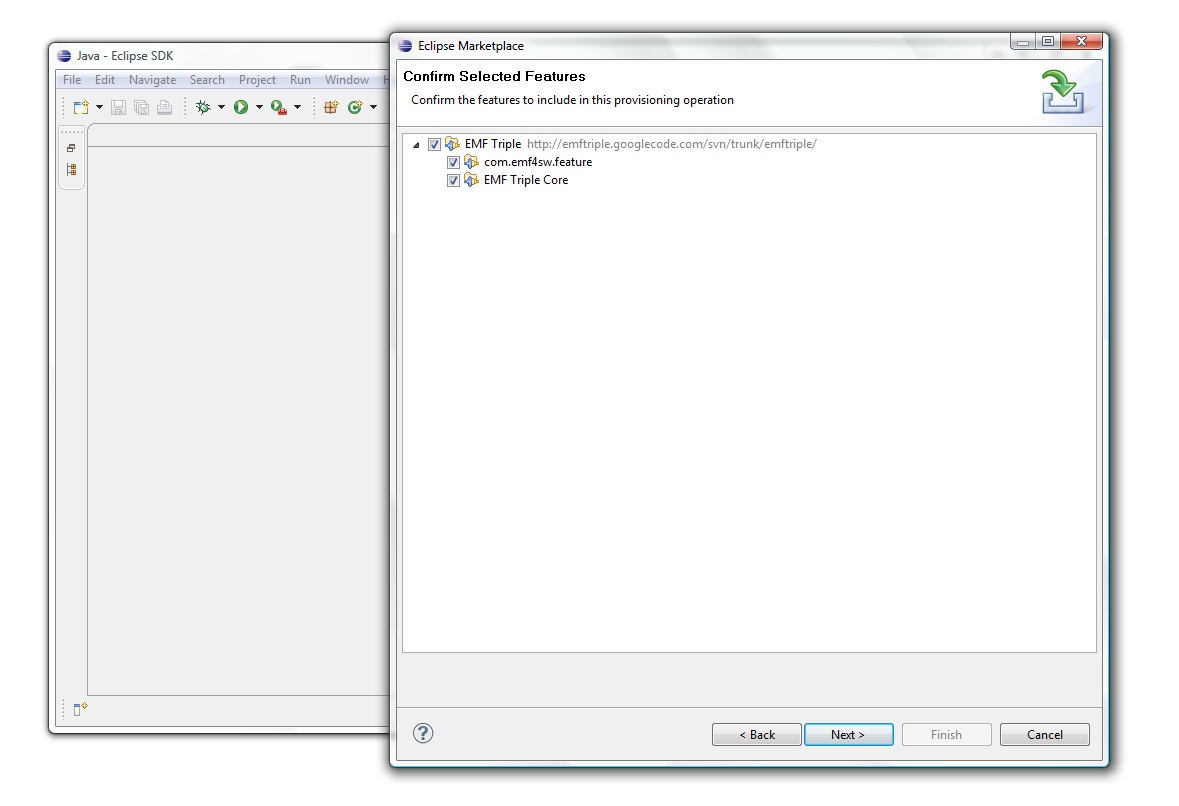 Java - Eclipse SDK
File Edit Navigate Search Project Run Window
Eclipse Marketplace
Confirm Selected Features
Confirm the features to include in this provisioning operation
EMF Triple http://emftriple.googlecode.com/svn/trunk/emftriple/
com.emf4sw.feature
EMF Triple Core
< Back Next > Finish Cancel